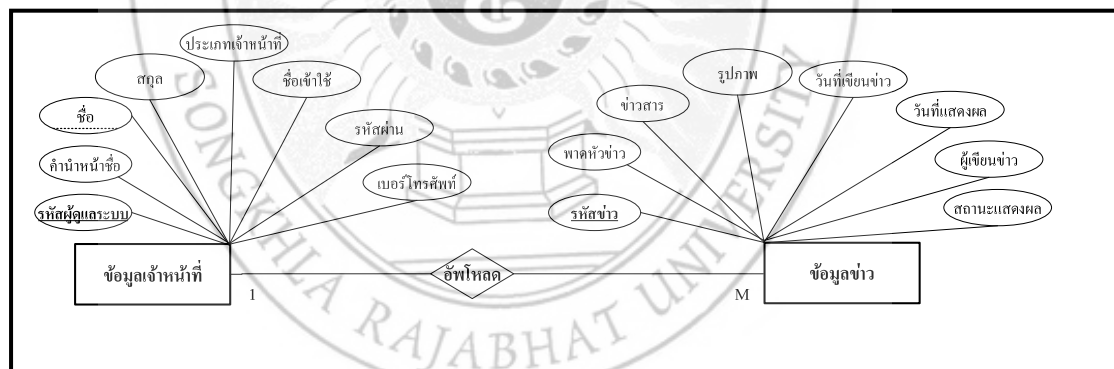 ประเภทเจ้าหน้าที่
สกุล
ชื่อเข้าใช้
ชื่อ
รหัสผ่าน
คำนำหน้าชื่อ
เบอร์โทรศัพท์
รหัสผู้ดูแลระบบ
รูปภาพ
วันที่เขียนข่าว
ข่าวสาร
วันที่แสดงผล
พาดหัวข่าว
ผู้เขียนข่าว
รหัสข่าว
สถานะแสดงผล
ข้อมูลเจ้าหน้าที่
1
อัพโหลด
M
ข้อมูลข่าว
SONGKHLA RAJABHAT UNIVERSITY